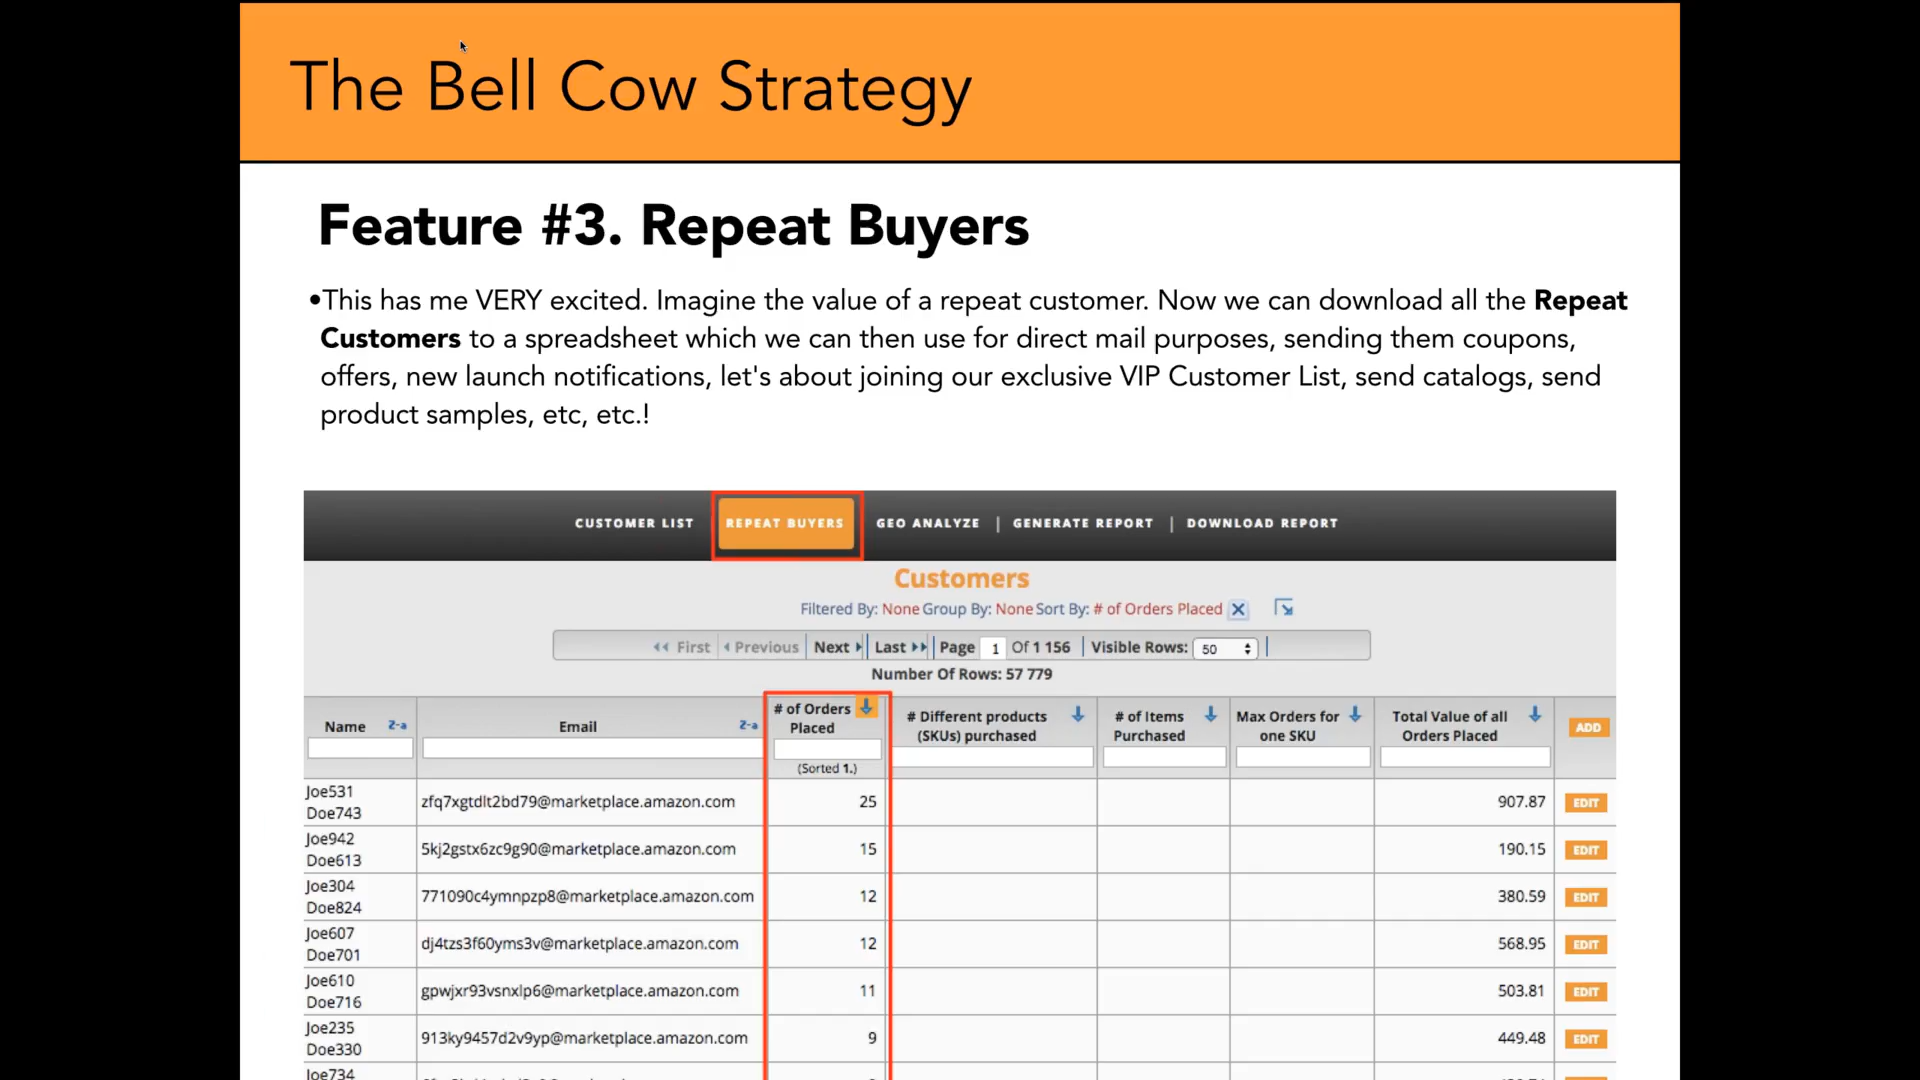 The Bell Cow Strategy
Feature #3. Repeat Buyers
•This has me VERY excited. Imagine the value of a repeat customer. Now we can download all the Repeat
Customers to a spreadsheet which we can then use for direct mail purposes, sending them coupons,
offers, new launch notifications, let's about joining our exclusive VIP Customer List, send catalogs, send
product samples, etc, etc.!
CUSTOMER LIST REPEAT BUYERS GEO ANALYZE | GENERATE REPORT | DOWNLOAD REPORT
Customers
Filtered By: None Group By: None Sort By: # of Orders Placed
First Previous Next Last Page 1 Of 1 156 Visible Rows: 50
Number Of Rows: 57 779
Name Z-a Email Z-a # of Orders Placed (Sorted 1.) # Different products (SKUs) purchased # of Items Purchased Max Orders for one SKU Total Value of all Orders Placed ADD
Joe531 Doe743 zfq7xgtdlt2bd79@marketplace.amazon.com 25 907.87 EDIT
Joe942 Doe613 5kj2gstx6zc9g90@marketplace.amazon.com 15 190.15 EDIT
Joe304 Doe824 771090c4ymnpzp8@marketplace.amazon.com 12 380.59 EDIT
Joe607 Doe701 dj4tzs3f60yms3v@marketplace.amazon.com 12 568.95 EDIT
Joe610 Doe716 gpwjxr93vsnxlp6@marketplace.amazon.com 11 503.81 EDIT
Joe235 Doe330 913ky9457d2v9yp@marketplace.amazon.com 9 449.48 EDIT
Joe734